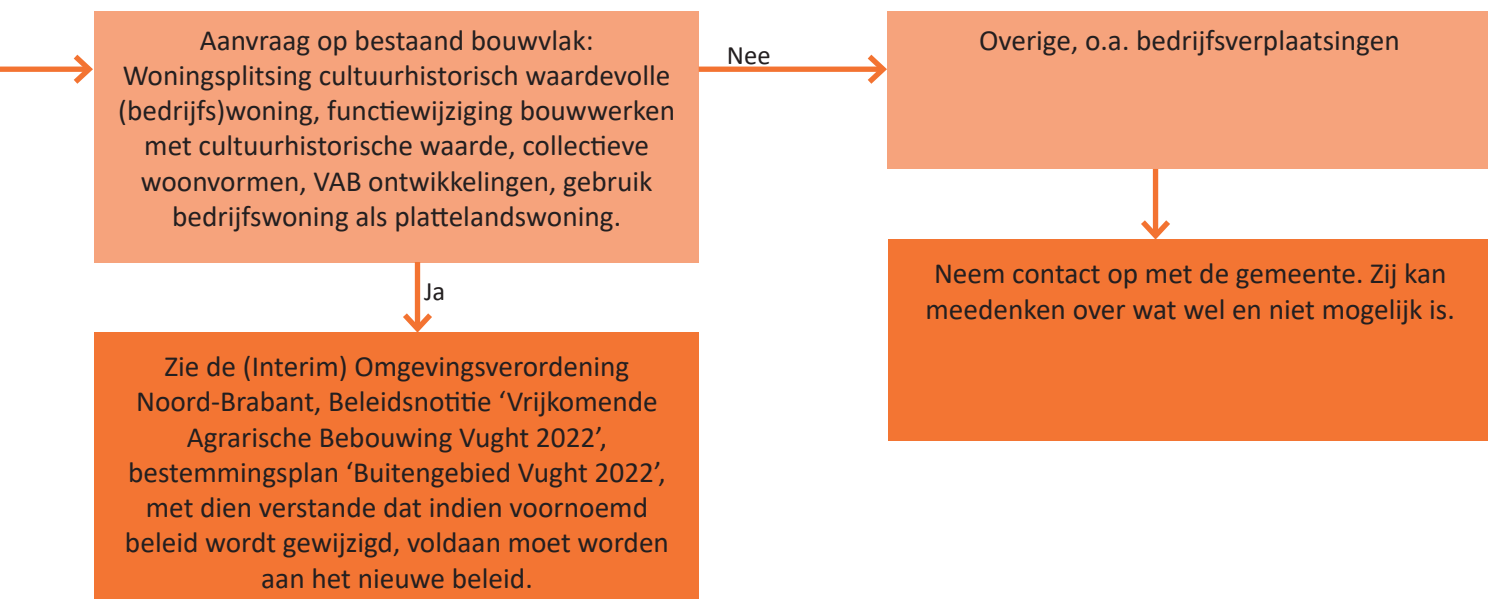 Aanvraag op bestaand bouwvlak:
Woningsplitsing cultuurhistorisch waardevolle
(bedrijfs)woning, functiewijziging bouwwerken
met cultuurhistorische waarde, collectieve
woonvormen, VAB ontwikkelingen, gebruik
bedrijfswoning als plattelandswoning.
Nee
Overige, o.a. bedrijfsverplaatsingen
Ja
Neem contact op met de gemeente. Zij kan
meedenken over wat wel en niet mogelijk is.
Zie de (Interim) Omgevingsverordening
Noord-Brabant, Beleidsnotitie ‘Vrijkomende
Agrarische Bebouwing Vught 2022’,
bestemmingsplan ‘Buitengebied Vught 2022’,
met dien verstande dat indien voornoemd
beleid wordt gewijzigd, voldaan moet worden
aan het nieuwe beleid.